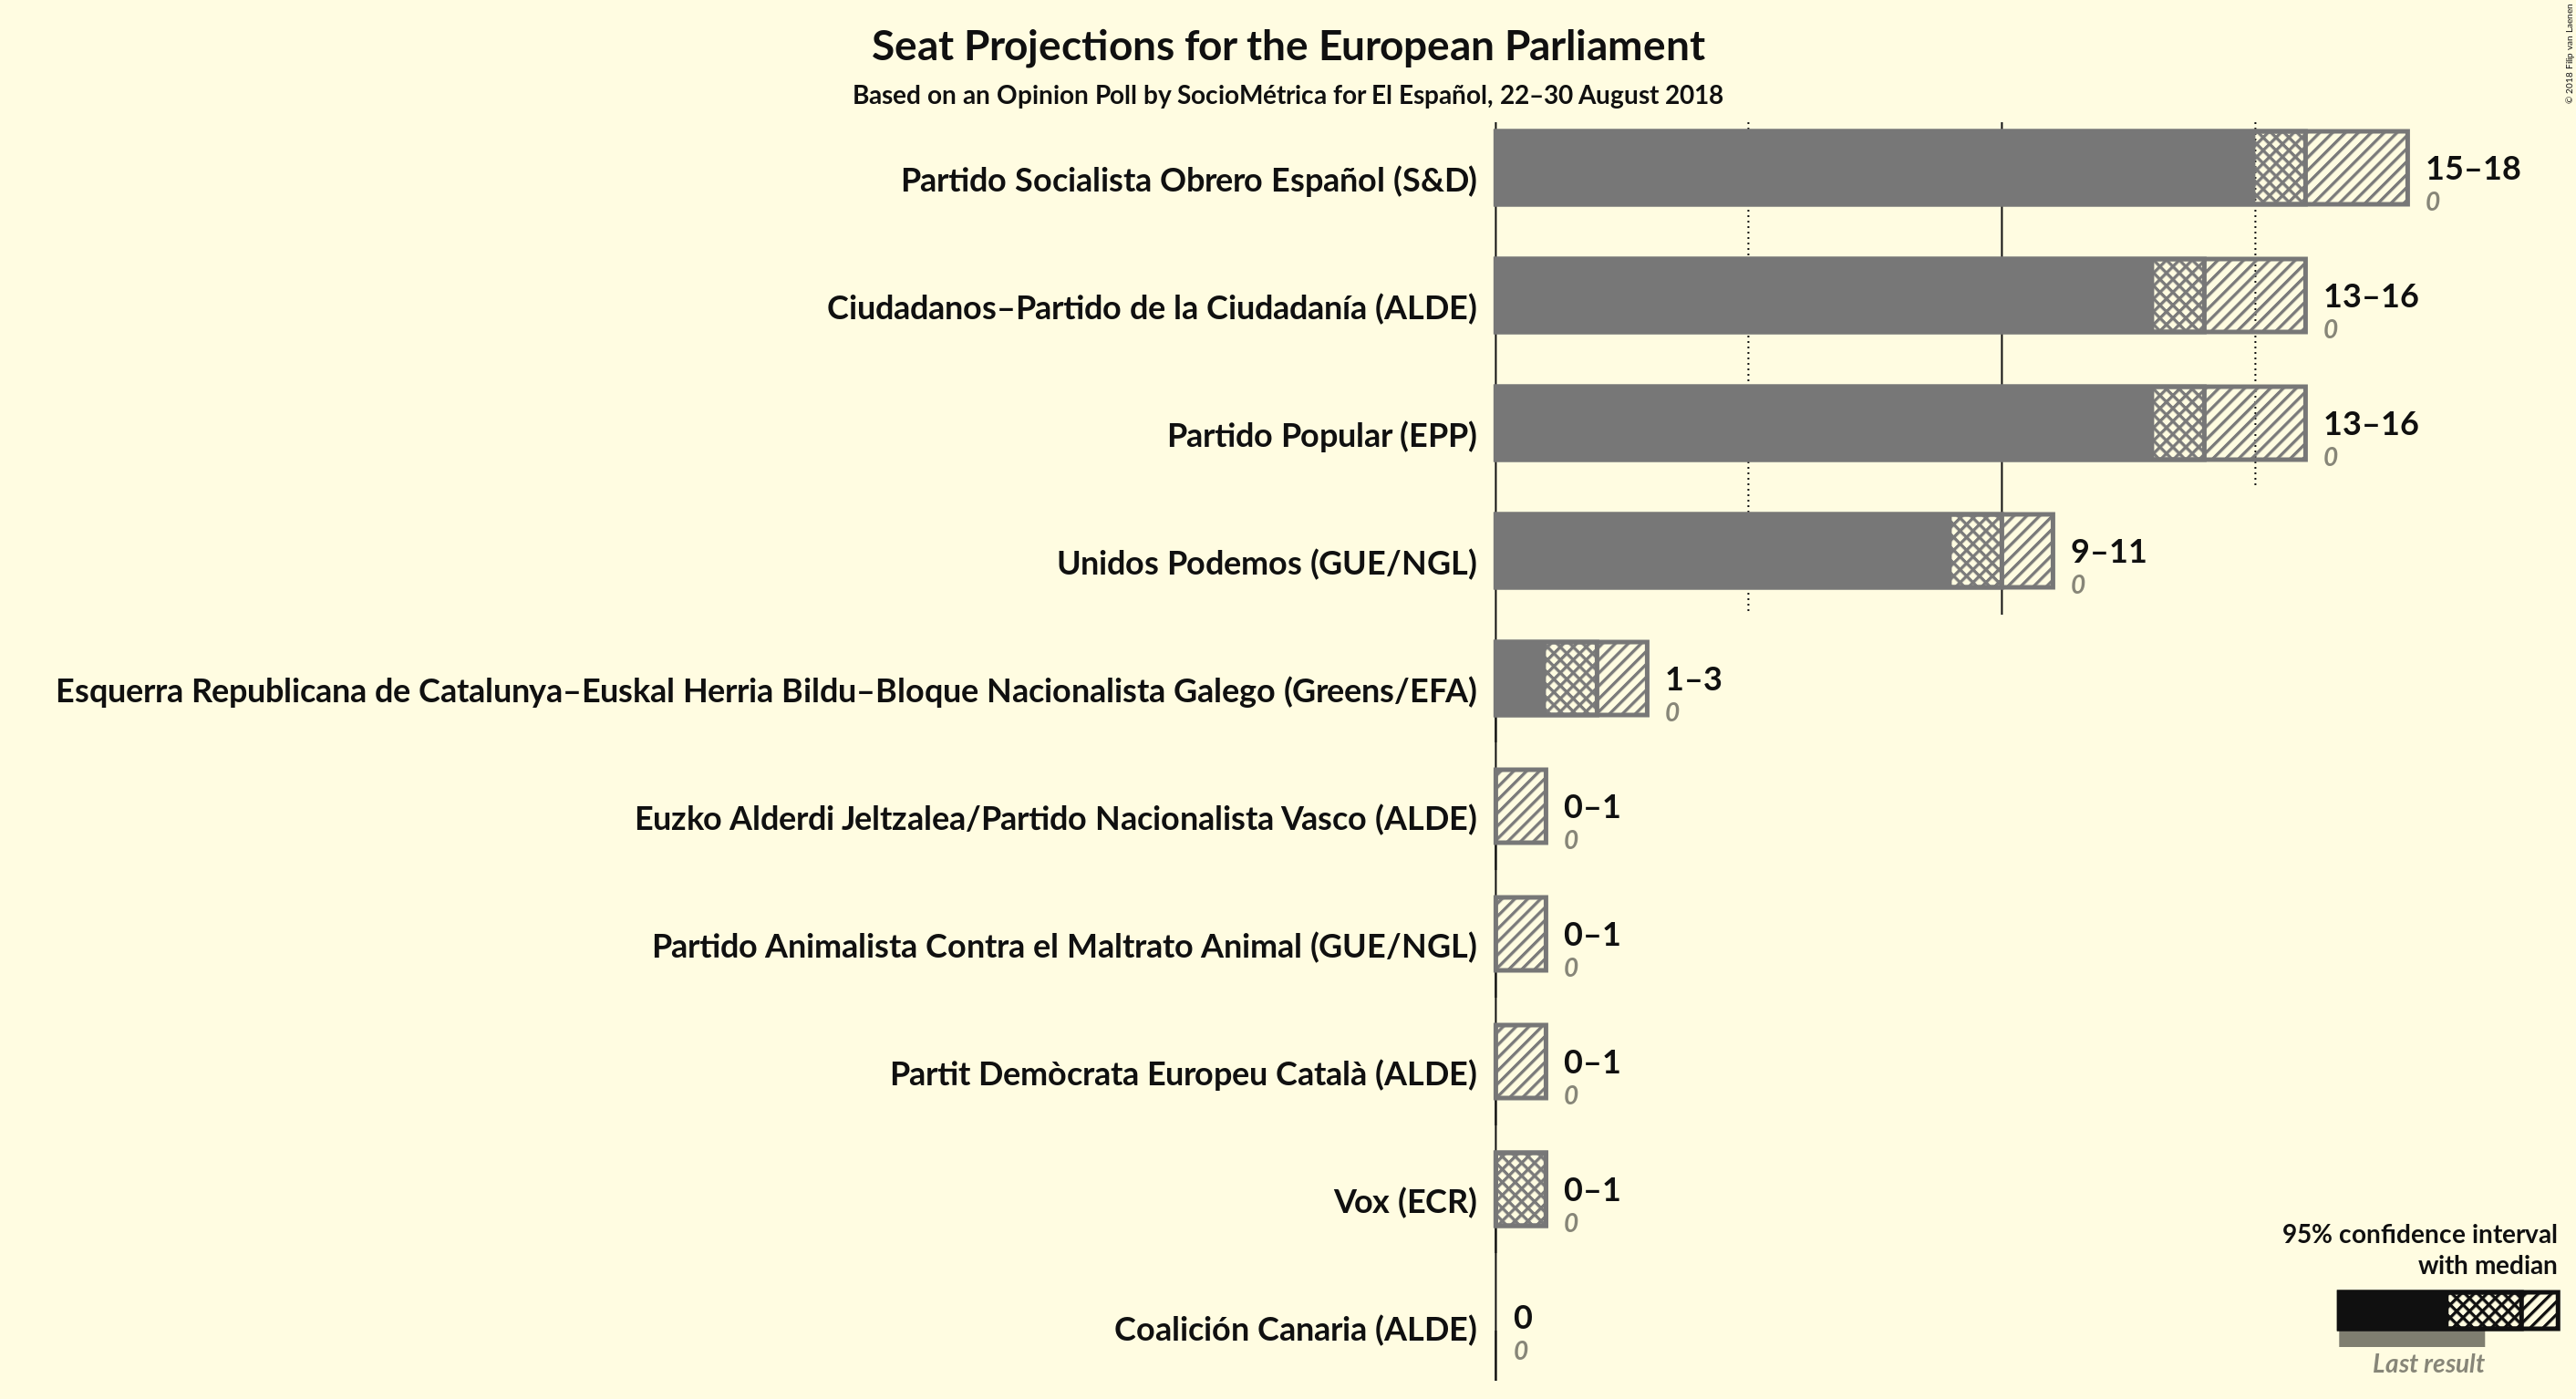 Seat Projections for the European Parliament
Based on an Opinion Poll by SocioMétrica for El Español, 22–30 August 2018
© 2018 Filip van Laenen
Partido Socialista Obrero Español (S&D)
15–18
0
Ciudadanos–Partido de la Ciudadanía (ALDE)
13–16
0
Partido Popular (EPP)
13–16
0
Unidos Podemos (GUE/NGL)
9–11
0
Esquerra Republicana de Catalunya–Euskal Herria Bildu–Bloque Nacionalista Galego (Greens/EFA)
1–3
0
Euzko Alderdi Jeltzalea/Partido Nacionalista Vasco (ALDE)
0–1
0
Partido Animalista Contra el Maltrato Animal (GUE/NGL)
0–1
0
Partit Demòcrata Europeu Català (ALDE)
0–1
0
Vox (ECR)
0–1
0
Coalición Canaria (ALDE)
0
0
95% confidence interval
with median
Last result